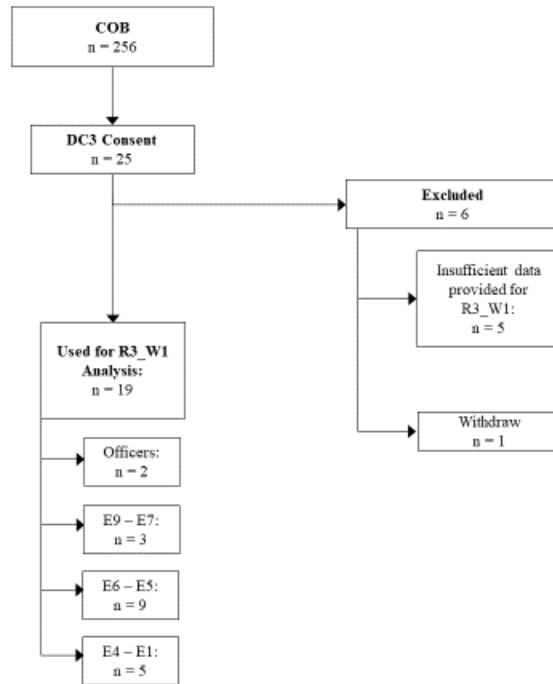 COB
n = 256
DC3 Consent
n = 25
Excluded
n = 6
Insufficient data
provided for
R3_W1:
n = 5
Withdraw
n = 1
Used for R3_W1
Analysis:
n = 19
Officers:
n = 2
E9 – E7:
n = 3
E6 – E5:
n = 9
E4 – E1:
n = 5